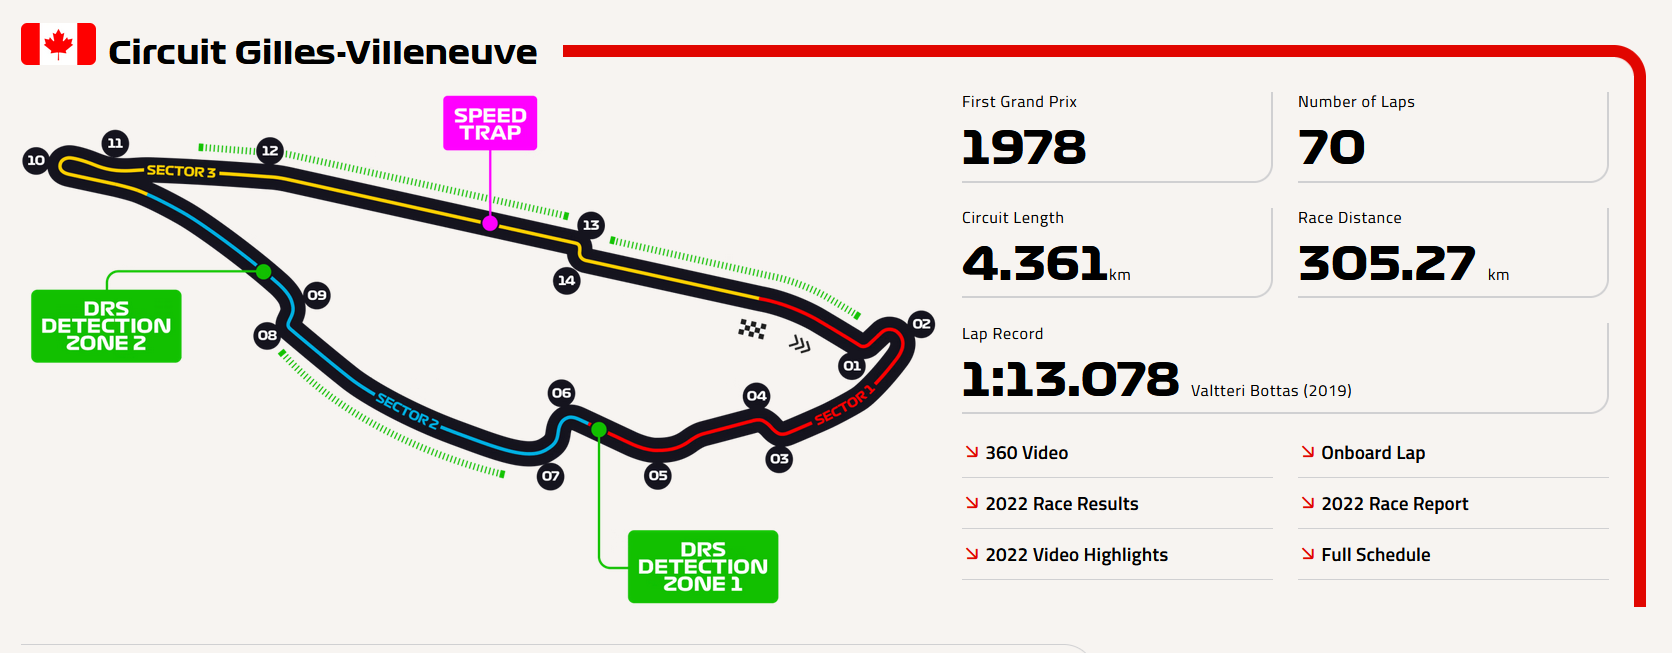 Circuit Gilles-Villeneuve
SPEED
TRAP
11
12
10
SECTOR 3
13
14
DRS
DETECTION
ZONE 2
09
08
02
01
06
04
SECTOR 1
SECTOR 2
03
07
05
DRS
DETECTION
ZONE 1
First Grand Prix
1978
Number of Laps
70
Circuit Length
4.361km
Race Distance
305.27 km
Lap Record
1:13.078 Valtteri Bottas (2019)
360 Video
Onboard Lap
2022 Race Results
2022 Race Report
2022 Video Highlights
Full Schedule